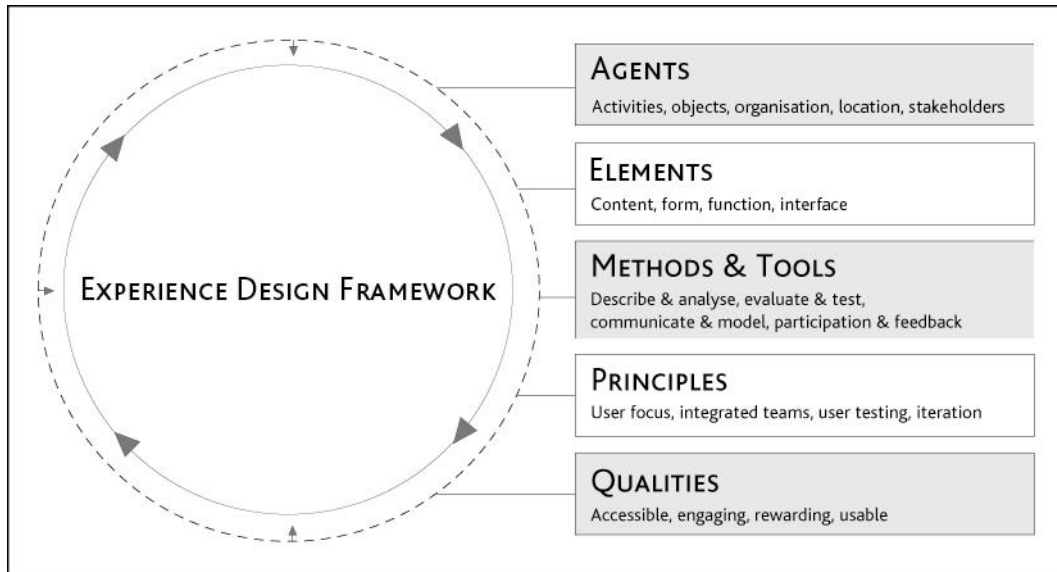 EXPERIENCE DESIGN FRAMEWORK
AGENTS
Activities, objects, organisation, location, stakeholders
ELEMENTS
Content, form, function, interface
METHODS & TOOLS
Describe & analyse, evaluate & test,
communicate & model, participation & feedback
PRINCIPLES
User focus, integrated teams, user testing, iteration
QUALITIES
Accessible, engaging, rewarding, usable